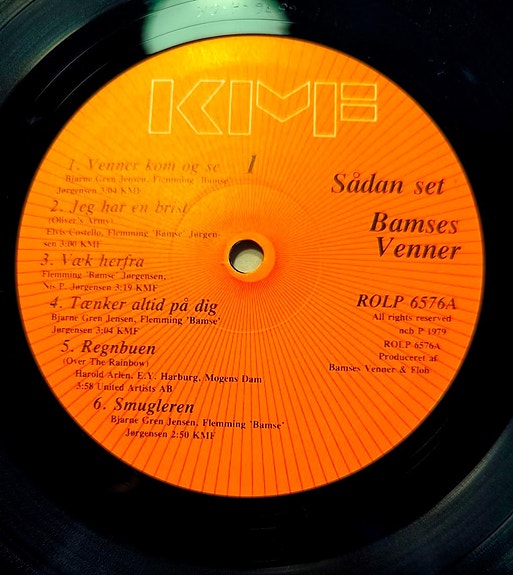 KMF
1. Venner kom og se
Bjarne Gren Jensen, Flemming 'Bamse'
Jørgensen 3:04 KMF
2. Jeg har en brist
(Oliver's Army)
Elvis Costello, Flemming 'Bamse' Jørgen-
sen 3:00 KMF
3. Væk herfra
Flemming 'Bamse' Jørgensen,
Nis P. Jørgensen 3:19 KMF
4. Tænker altid på dig
Bjarne Gren Jensen, Flemming 'Bamse'
Jørgensen 3:04 KMF
5. Regnbuen
(Over The Rainbow)
Harold Arlen, E.Y. Harburg, Mogens Dam
3:58 United Artists AB
6. Smugleren
Bjarne Gren Jensen, Flemming 'Bamse'
Jørgensen 2:50 KMF
1
Sådan set
Bamses
Venner
ROLP 6576A
All rights reserved
ncb P 1979
ROLP 6576A
Produceret af
Bamses Venner & Flob